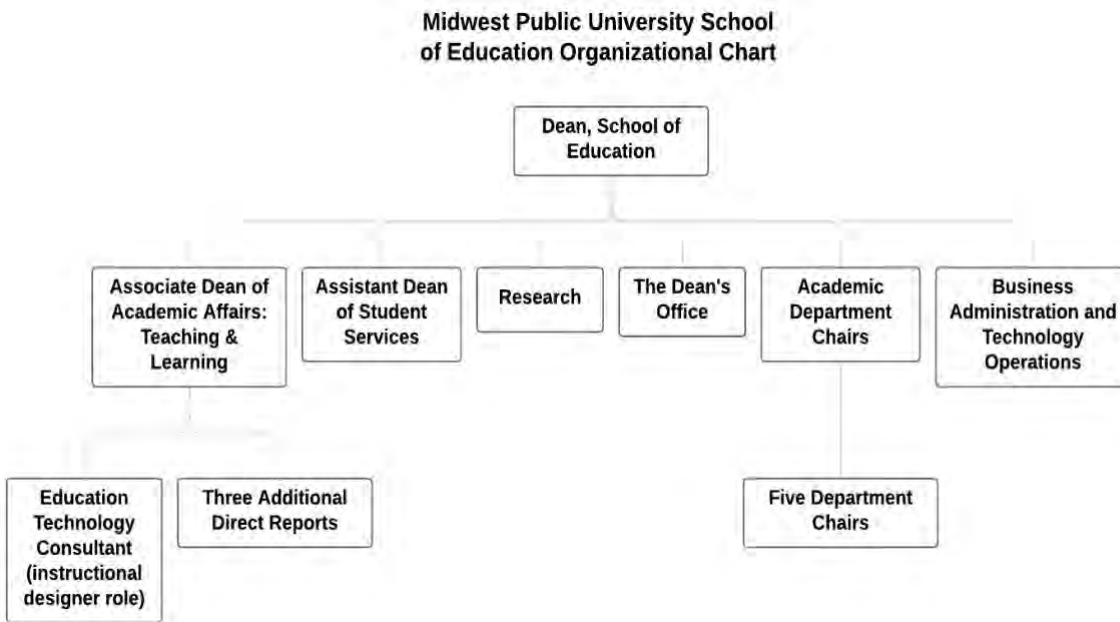 Midwest Public University School
of Education Organizational Chart
Dean, School of
Education
Associate Dean of
Academic Affairs:
Teaching &
Learning
Assistant Dean
of Student
Services
Research
The Dean's
Office
Academic
Department
Chairs
Business
Administration and
Technology
Operations
Education
Technology
Consultant
(instructional
designer role)
Three Additional
Direct Reports
Five Department
Chairs